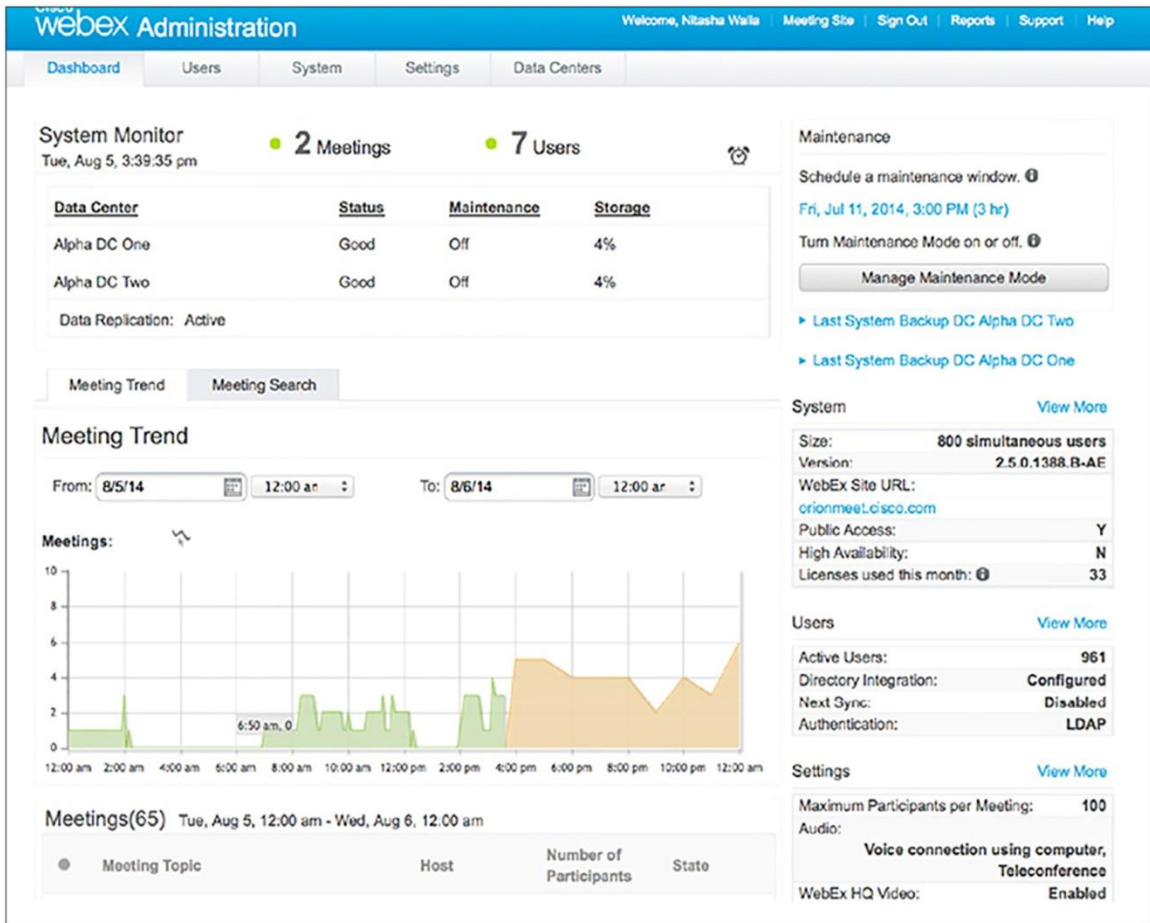 Cisco
webex Administration
Welcome, Nitasha Walia Meeting Site Sign Out Reports Support Help
Dashboard Users System Settings Data Centers
System Monitor
Tue, Aug 5, 3:39:35 pm
2 Meetings 7 Users
Data Center Status Maintenance Storage
Alpha DC One Good Off 4%
Alpha DC Two Good Off 4%
Data Replication: Active
Meeting Trend Meeting Search
Meeting Trend
From: 8/5/14 12:00 ar To: 8/6/14 12:00 ar
Meetings:
10
8
6
4
2
0
6:50 am, 0
12:00 am 2:00 am 4:00 am 6:00 am 8:00 am 10:00 am 12:00 pm 2:00 pm 4:00 pm 6:00 pm 8:00 pm 10:00 pm 12:00 am
Meetings(65) Tue, Aug 5, 12:00 am - Wed, Aug 6, 12:00 am
Meeting Topic Host Number of Participants State
Maintenance
Schedule a maintenance window.
Fri, Jul 11, 2014, 3:00 PM (3 hr)
Turn Maintenance Mode on or off.
Manage Maintenance Mode
Last System Backup DC Alpha DC Two
Last System Backup DC Alpha DC One
System View More
Size: 800 simultaneous users
Version: 2.5.0.1388.B-AE
WebEx Site URL:
orionmeet.cisco.com
Public Access: Y
High Availability: N
Licenses used this month: 33
Users View More
Active Users: 961
Directory Integration: Configured
Next Sync: Disabled
Authentication: LDAP
Settings View More
Maximum Participants per Meeting: 100
Audio:
Voice connection using computer,
Teleconference
WebEx HQ Video: Enabled